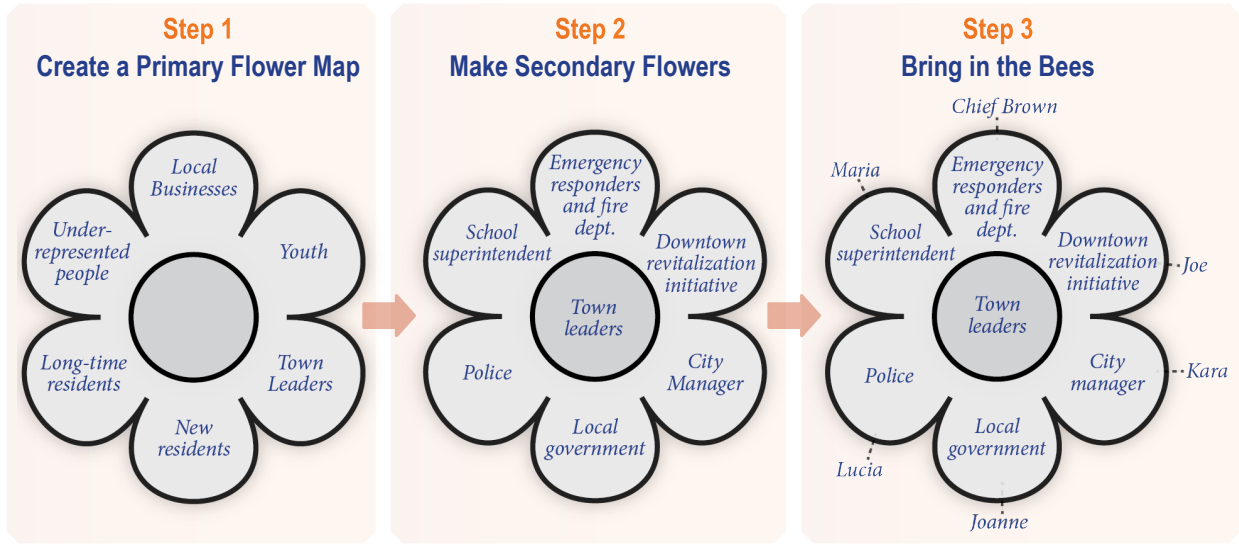 Step 1
Create a Primary Flower Map
Local
Businesses
Youth
Town
Leaders
New
residents
Long-time
residents
Under-
represented
people
Step 2
Make Secondary Flowers
Emergency
responders
and fire
dept.
Downtown
revitalization
initiative
City
Manager
Local
government
Police
School
superintendent
Town
leaders
Step 3
Bring in the Bees
Chief Brown
Emergency
responders
and fire
dept.
Joe
Downtown
revitalization
initiative
Kara
City
manager
Joanne
Local
government
Lucia
Police
Maria
School
superintendent
Town
leaders